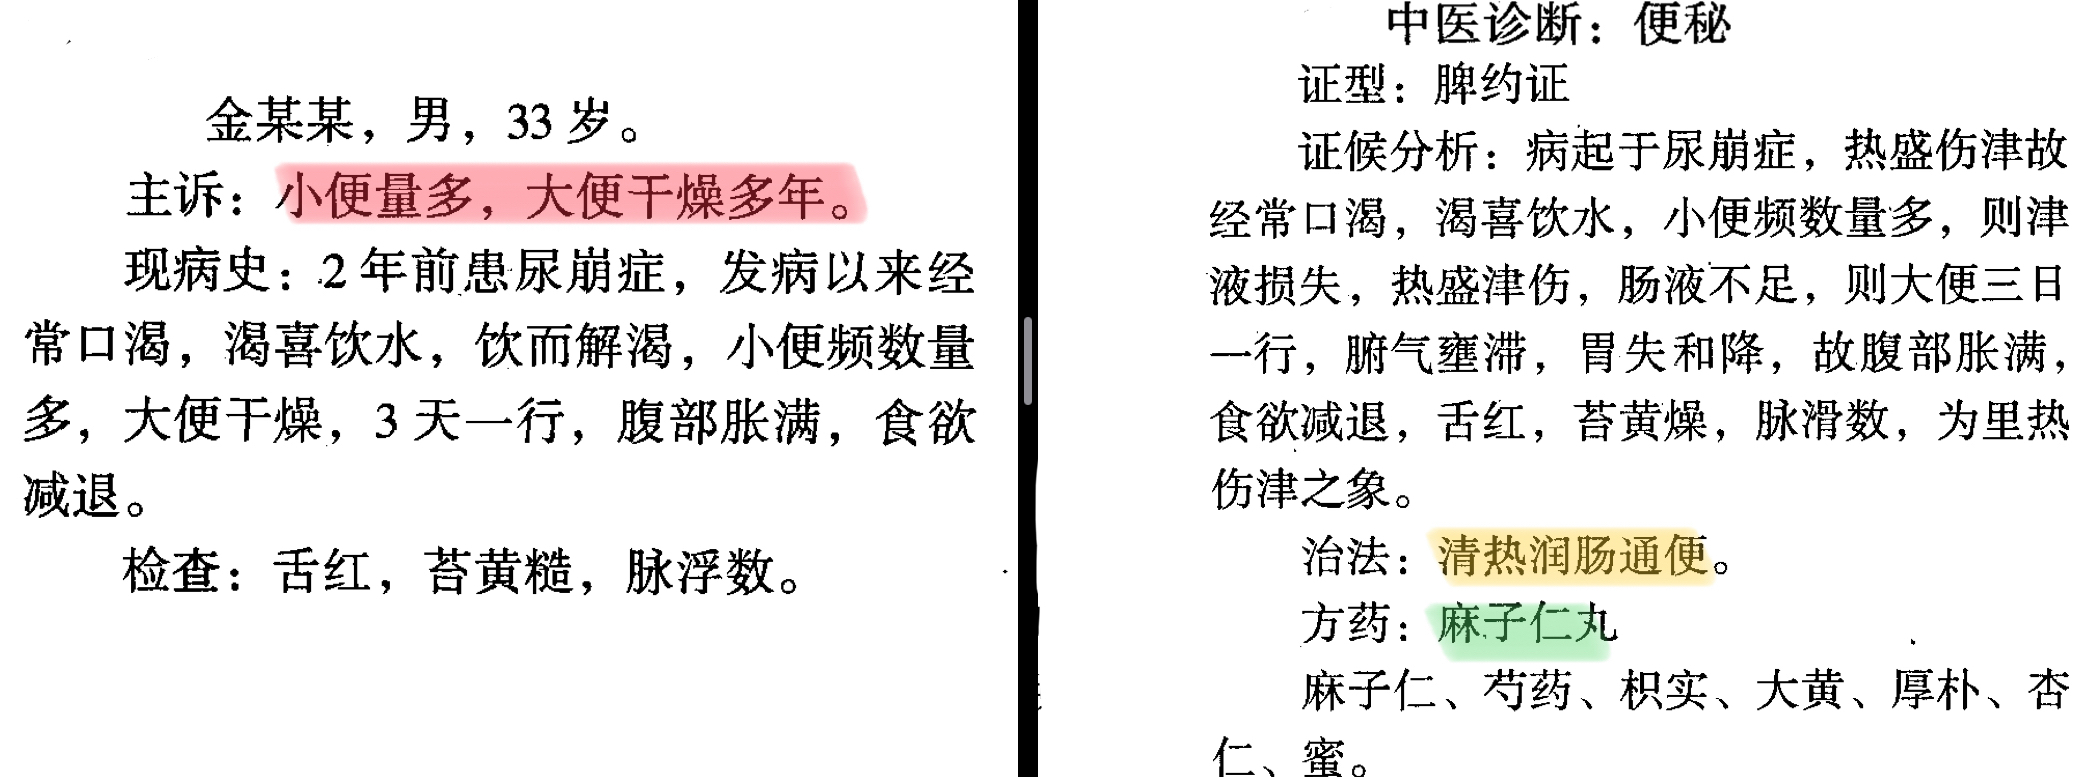 金某某，男，33岁。
主诉：小便量多，大便干燥多年。
现病史：2年前患尿崩症，发病以来经
常口渴，渴喜饮水，饮而解渴，小便频数量
多，大便干燥，3天一行，腹部胀满，食欲
减退。
检查：舌红，苔黄糙，脉浮数。
中医诊断：便秘
证型：脾约证
证候分析：病起于尿崩症，热盛伤津故
经常口渴，渴喜饮水，小便频数量多，则津
液损失，热盛津伤，肠液不足，则大便三日
一行，腑气壅滞，胃失和降，故腹部胀满，
食欲减退，舌红，苔黄燥，脉滑数，为里热
伤津之象。
治法：清热润肠通便。
方药：麻子仁丸
麻子仁、芍药、枳实、大黄、厚朴、杏
仁、蜜。